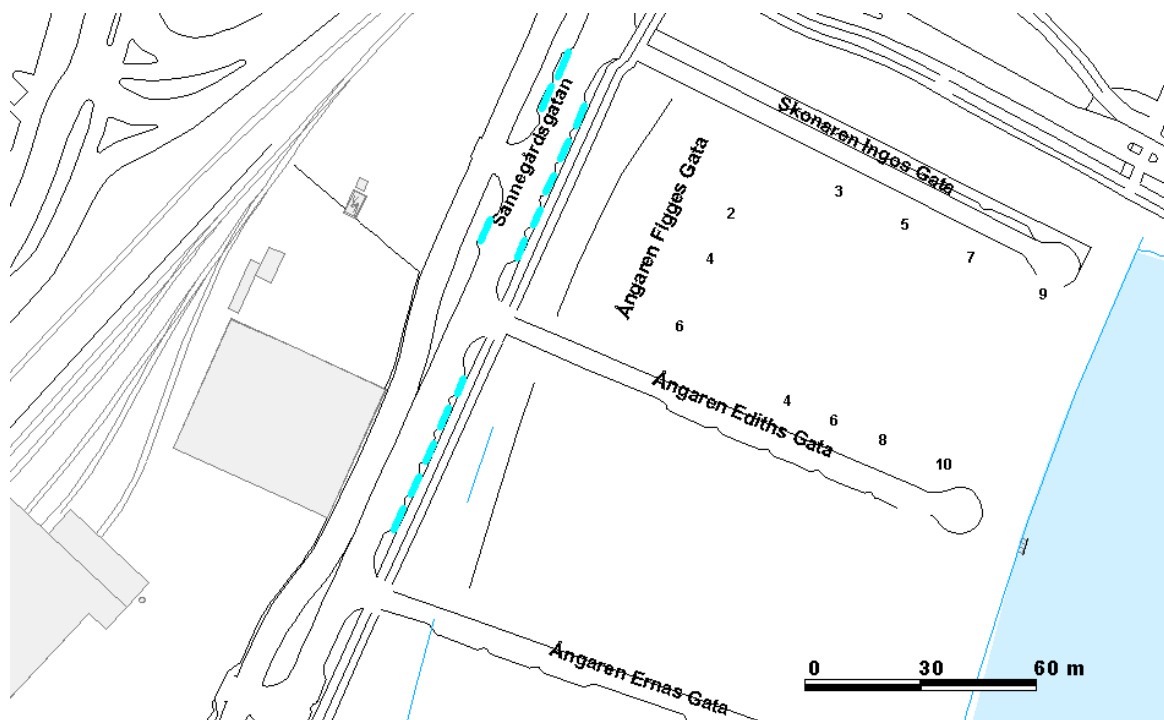 Sannegårdsgatan
Skonaren Ingos Gata
Ångaren Figges Gata
3
2
5
4
7
9
6
Ångaren Ediths Gata
4
6
8
10
Ångaren Ernas Gata
0 30 60 m